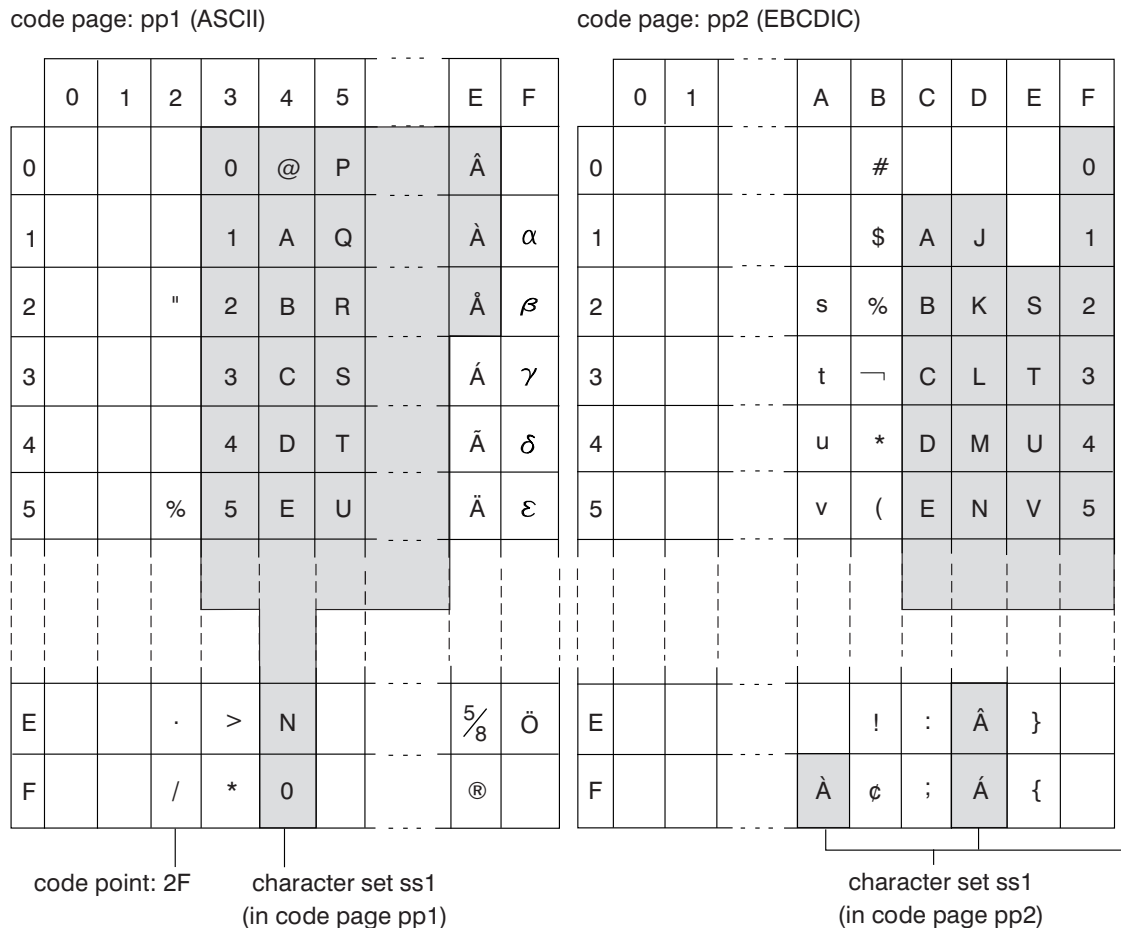 code page: pp1 (ASCII)
0 1 2 3 4 5 E F
0 0 @ P Â
1 1 A Q À α
2 " 2 B R Å β
3 3 C S Á γ
4 4 D T Ã δ
5 % 5 E U Ä ε
E . > N 5/8 Ö
F / * 0 ®
code point: 2F
character set ss1
(in code page pp1)
code page: pp2 (EBCDIC)
0 1 A B C D E F
0 # 0
1 $ A J 1
2 s % B K S 2
3 t ¬ C L T 3
4 u * D M U 4
5 v ( E N V 5
E ! : Â }
F À ¢ ; Á {
character set ss1
(in code page pp2)